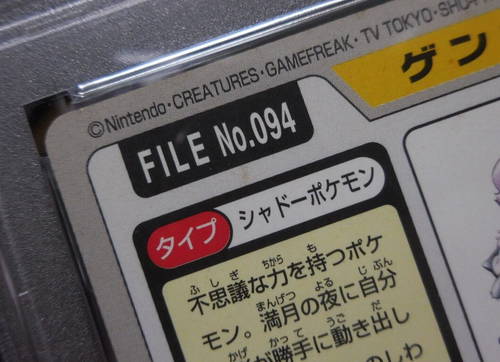 ©Nintendo・CREATURES・GAMEFREAK・TV TOKYO・SHO
ゲン
FILE No.094
タイプ シャドーポケモン
不思議な力を持つポケ
モン。満月の夜に自分
が勝手に動き出し